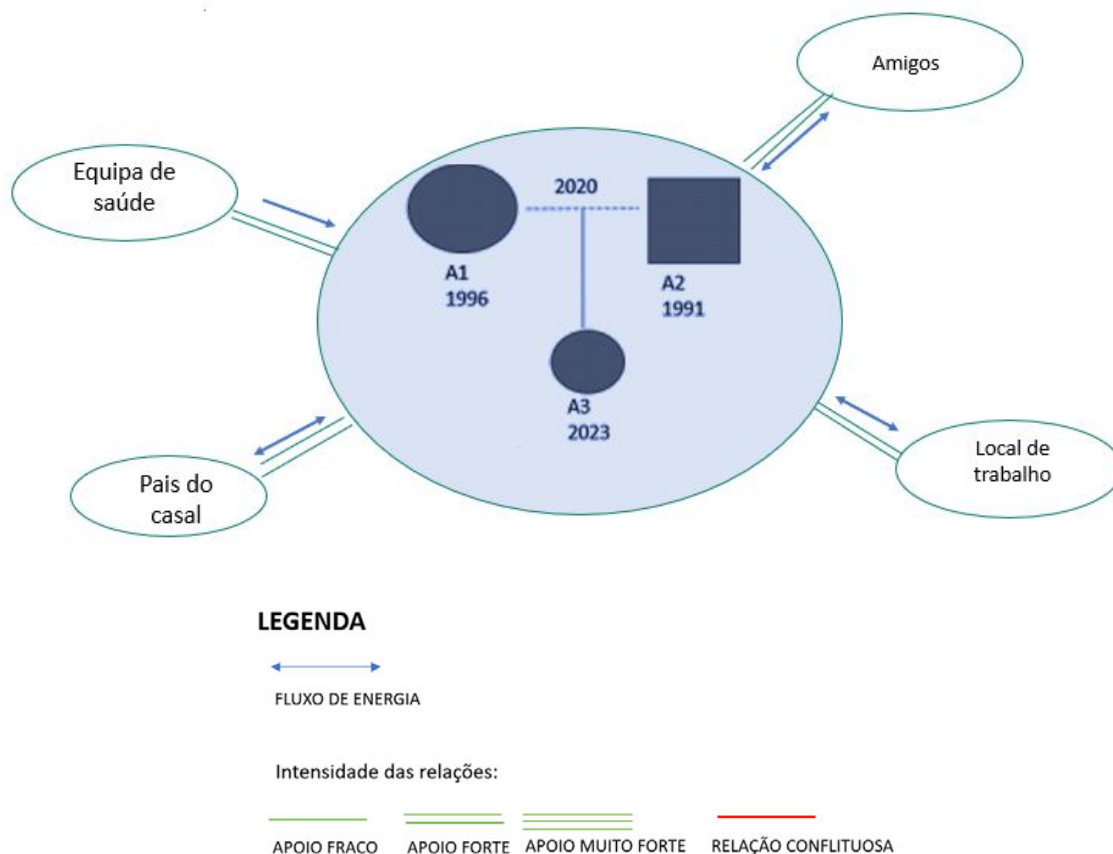 Amigos
Equipa de
saúde
2020
A1
1996
A2
1991
A3
2023
Pais do
casal
Local de
trabalho
LEGENDA
FLUXO DE ENERGIA
Intensidade das relações:
APOIO FRACO
APOIO FORTE
APOIO MUITO FORTE
RELAÇÃO CONFLITUOSA